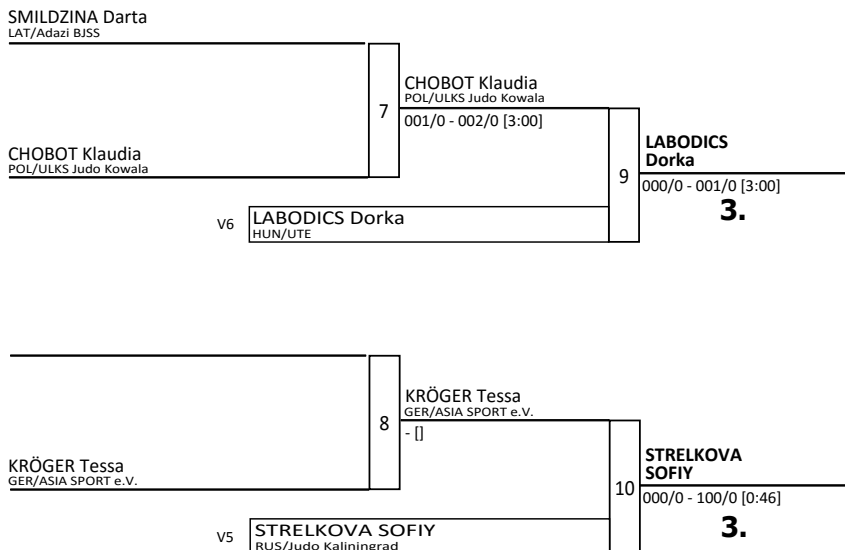 SMILDZINA Darta
LAT/Adazi BJSS
7
CHOBOT Klaudia
POL/ULKS Judo Kowala
001/0 - 002/0 [3:00]
CHOBOT Klaudia
POL/ULKS Judo Kowala
9
LABODICS
Dorka
000/0 - 001/0 [3:00]
3.
V6
LABODICS Dorka
HUN/UTE
8
KRÖGER Tessa
GER/ASIA SPORT e.V.
- []
KRÖGER Tessa
GER/ASIA SPORT e.V.
10
STRELKOVA
SOFIY
000/0 - 100/0 [0:46]
3.
V5
STRELKOVA SOFIY
RUS/Judo Kaliningrad